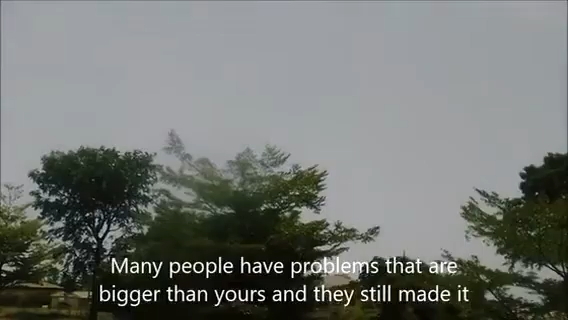 Many people have problems that are
bigger than yours and they still made it